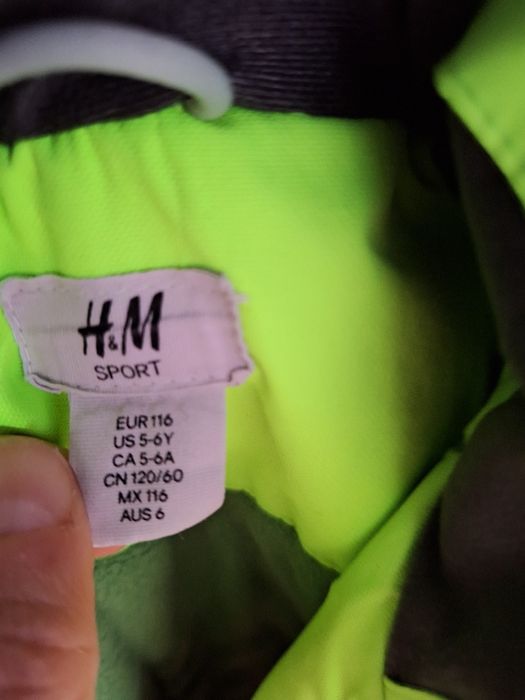 H&M
SPORT
EUR 116
US 5-6Y
CA 5-6A
CN 120/60
MX 116
AUS 6